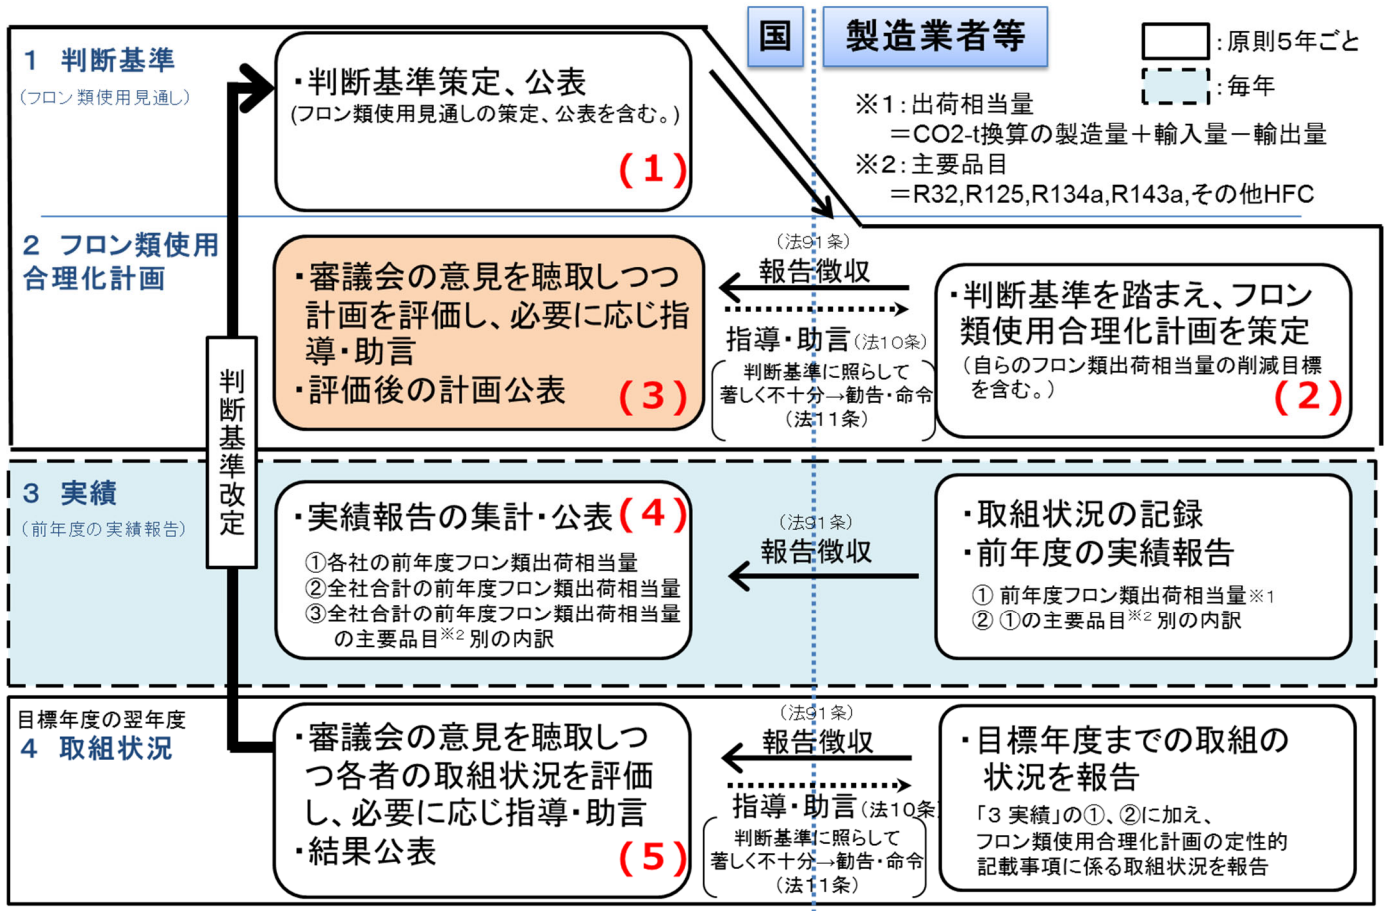 国
製造業者等
：原則５年ごと
：毎年
※１：出荷相当量
＝CO2-t換算の製造量＋輸入量－輸出量
※２：主要品目
＝R32,R125,R134a,R143a,その他HFC
１ 判断基準
（フロン類使用見通し）
・判断基準策定、公表
(フロン類使用見通しの策定、公表を含む。)
(1)
２ フロン類使用
合理化計画
・審議会の意見を聴取しつつ
計画を評価し、必要に応じ指
導・助言
・評価後の計画公表
(3)
（法91条）
報告徴収
指導・助言（法10条）
判断基準に照らして
著しく不十分→勧告・命令
（法11条）
・判断基準を踏まえ、フロン
類使用合理化計画を策定
（自らのフロン類出荷相当量の削減目標
を含む。）
(2)
判断基準改定
３ 実績
（前年度の実績報告）
・実績報告の集計・公表
(4)
①各社の前年度フロン類出荷相当量
②全社合計の前年度フロン類出荷相当量
③全社合計の前年度フロン類出荷相当量
の主要品目※2 別の内訳
（法91条）
報告徴収
・取組状況の記録
・前年度の実績報告
① 前年度フロン類出荷相当量※1
② ①の主要品目※2 別の内訳
目標年度の翌年度
４ 取組状況
・審議会の意見を聴取しつ
つ各者の取組状況を評価
し、必要に応じ指導・助言
・結果公表
(5)
（法91条）
報告徴収
指導・助言（法10条）
判断基準に照らして
著しく不十分→勧告・命令
（法11条）
・目標年度までの取組の
状況を報告
「３ 実績」の①、②に加え、
フロン類使用合理化計画の定性的
記載事項に係る取組状況を報告